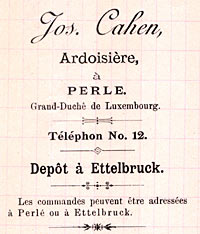 Jos. Cahen,
Ardoisière,
à
PERLE.
Grand-Duché de Luxembourg.
Téléphon No. 12.
Depôt à Ettelbruck.
Les commandes peuvent être adressées
à Perlé ou à Ettelbruck.